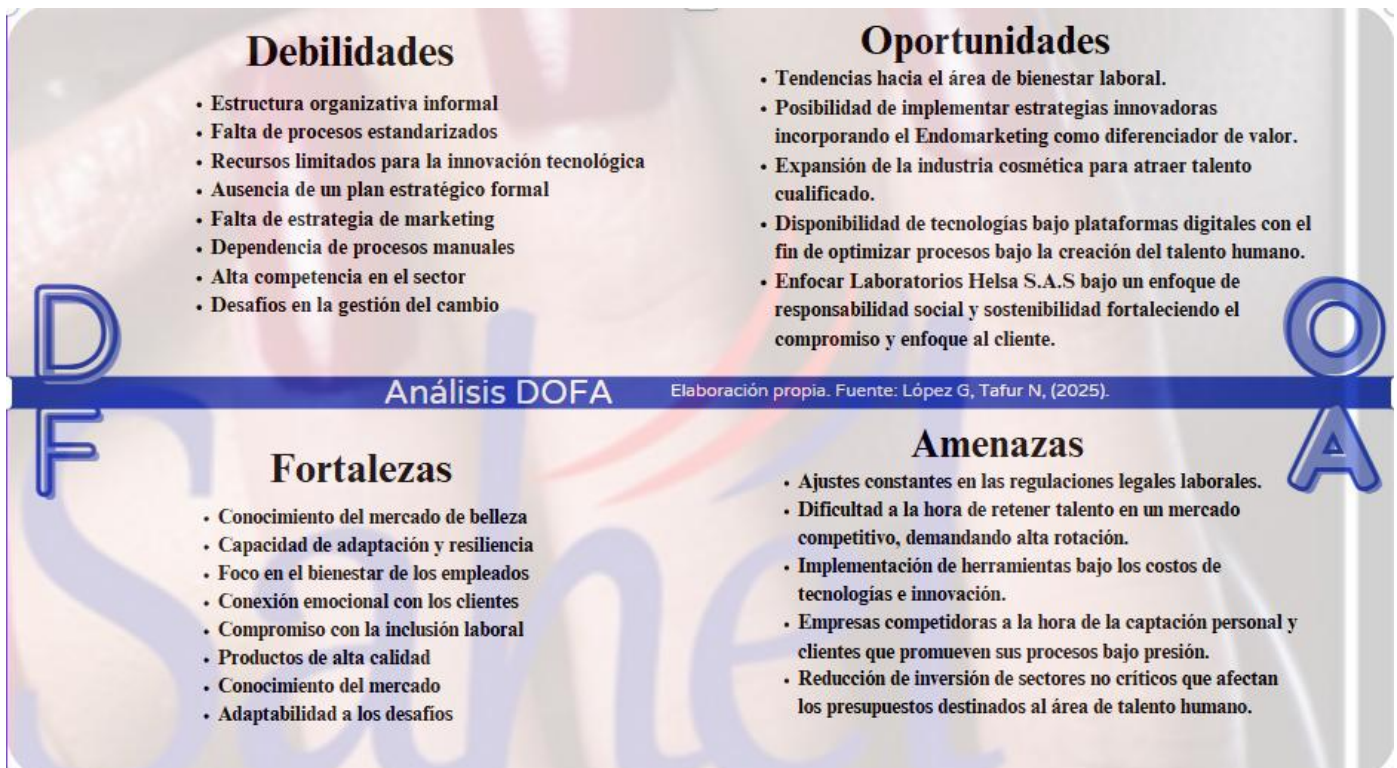 Debilidades
• Estructura organizativa informal
• Falta de procesos estandarizados
• Recursos limitados para la innovación tecnológica
• Ausencia de un plan estratégico formal
• Falta de estrategia de marketing
• Dependencia de procesos manuales
• Alta competencia en el sector
• Desafíos en la gestión del cambio
Oportunidades
• Tendencias hacia el área de bienestar laboral.
• Posibilidad de implementar estrategias innovadoras
incorporando el Endomarketing como diferenciador de valor.
• Expansión de la industria cosmética para atraer talento
cualificado.
• Disponibilidad de tecnologías bajo plataformas digitales con el
fin de optimizar procesos bajo la creación del talento humano.
• Enfocar Laboratorios Helsa S.A.S bajo un enfoque de
responsabilidad social y sostenibilidad fortaleciendo el
compromiso y enfoque al cliente.
D
O
Análisis DOFA
Elaboración propia. Fuente: López G, Tafur N, (2025).
F
A
Fortalezas
• Conocimiento del mercado de belleza
• Capacidad de adaptación y resiliencia
• Foco en el bienestar de los empleados
• Conexión emocional con los clientes
• Compromiso con la inclusión laboral
• Productos de alta calidad
• Conocimiento del mercado
• Adaptabilidad a los desafíos
Amenazas
• Ajustes constantes en las regulaciones legales laborales.
• Dificultad a la hora de retener talento en un mercado
competitivo, demandando alta rotación.
• Implementación de herramientas bajo los costos de
tecnologías e innovación.
• Empresas competidoras a la hora de la captación personal y
clientes que promueven sus procesos bajo presión.
• Reducción de inversión de sectores no críticos que afectan
los presupuestos destinados al área de talento humano.
Sahel